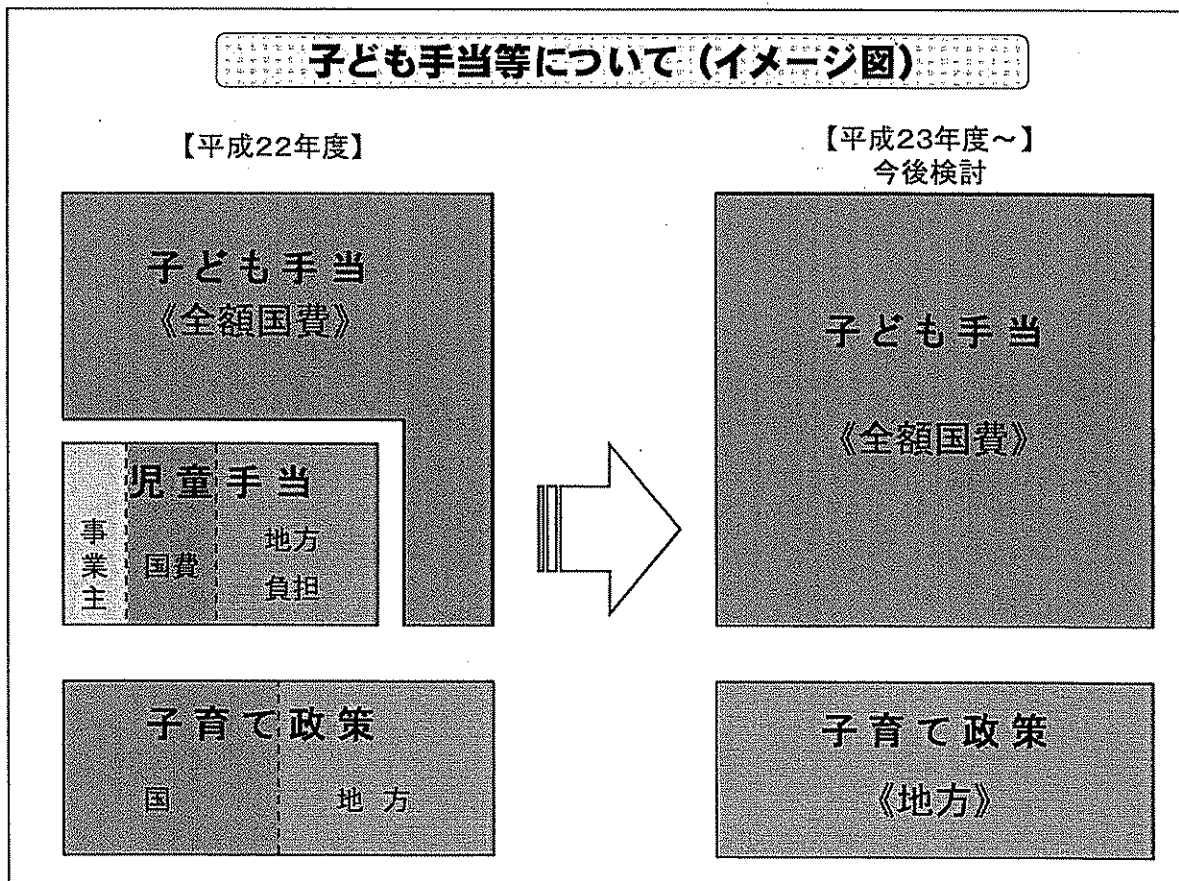 子ども手当等について（イメージ図）
【平成22年度】
子ども手当
《全額国費》
児童手当
事業主
国費
地方
負担
子育て政策
国
地方
【平成23年度～】
今後検討
子ども手当
《全額国費》
子育て政策
《地方》